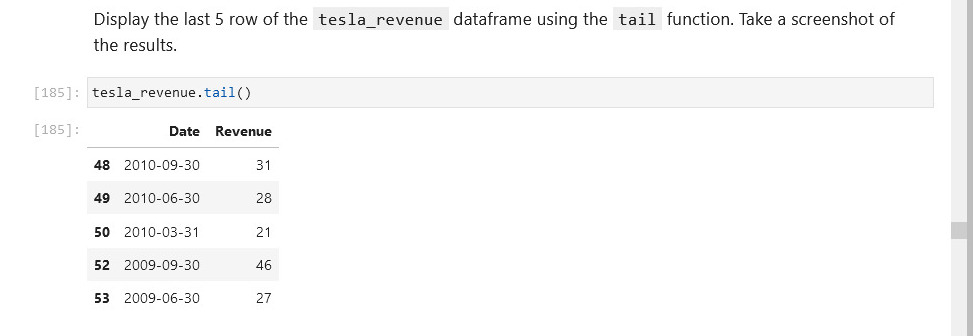 Display the last 5 row of the tesla_revenue dataframe using the tail function. Take a screenshot of
the results.
[185]: tesla_revenue.tail()
[185]:
Date Revenue
48 2010-09-30 31
49 2010-06-30 28
50 2010-03-31 21
52 2009-09-30 46
53 2009-06-30 27